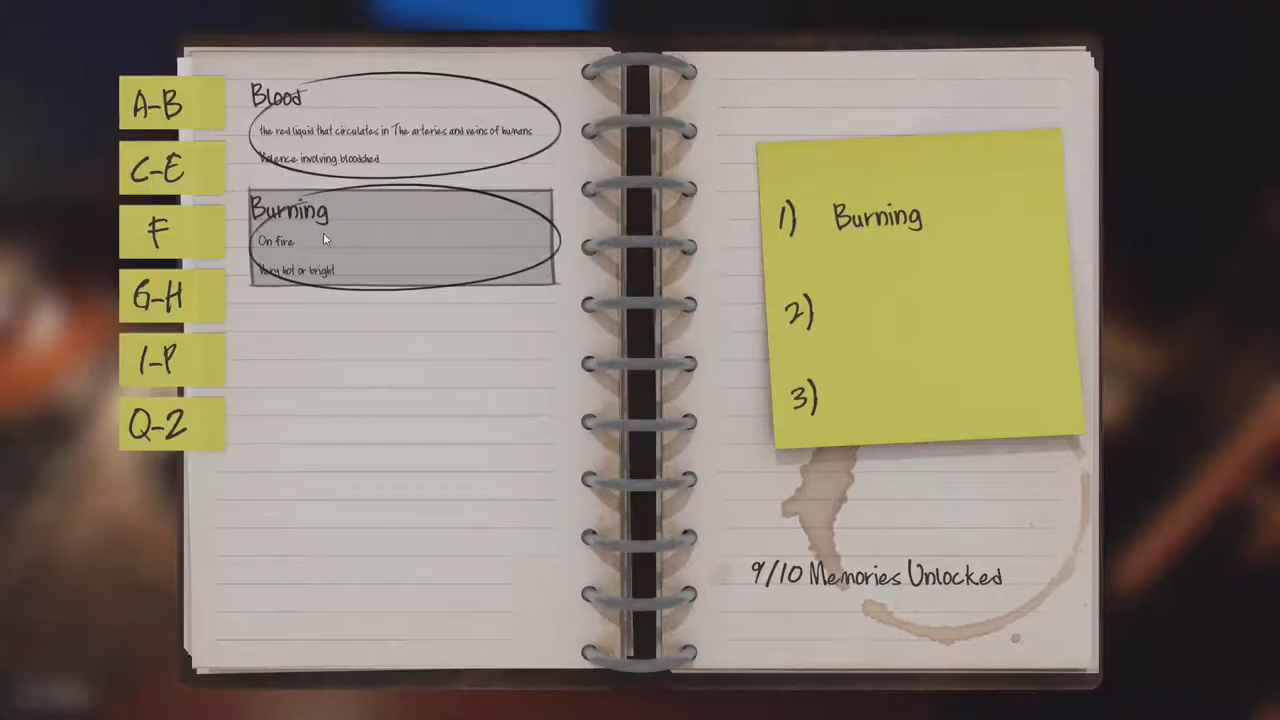 A-B
C-E
F
G-H
I-P
Q-Z
Blood
the red liquid that circulates in The arteries and veins of humans
Violence involving bloodshed
Burning
On fire
Very hot or bright
1) Burning
2)
3)
9/10 Memories Unlocked